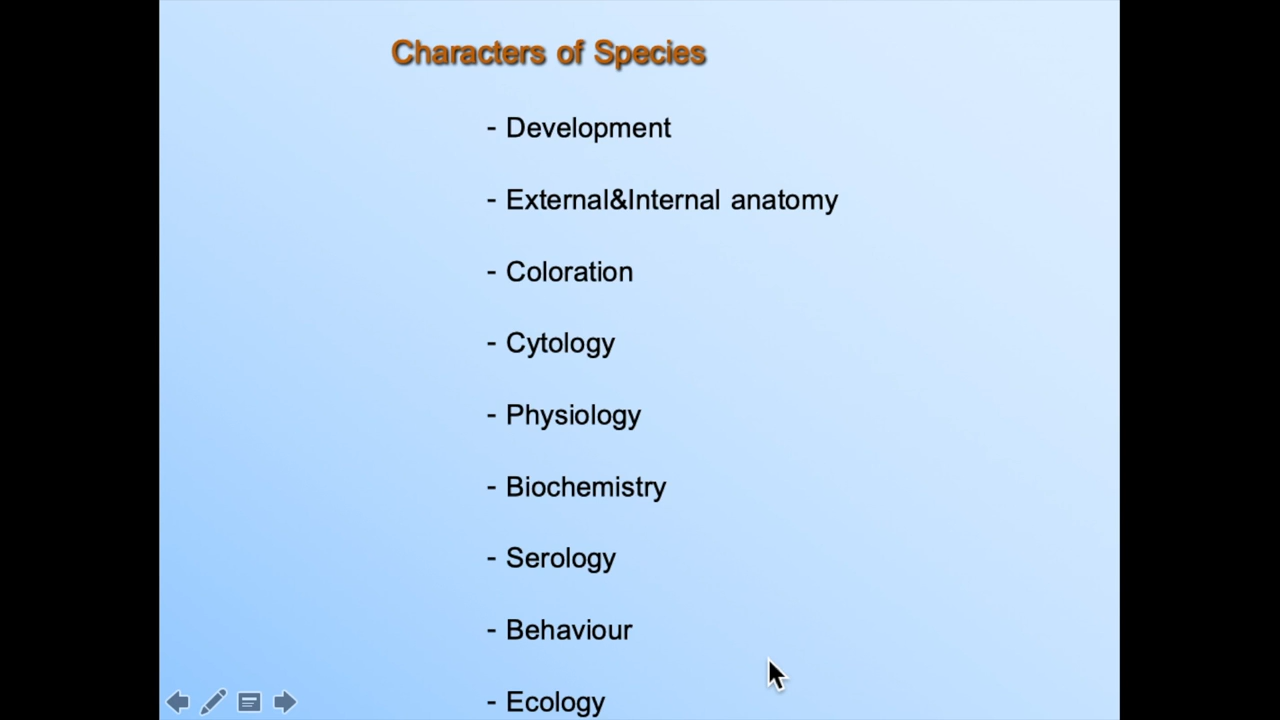 Characters of Species
- Development
- External&Internal anatomy
- Coloration
- Cytology
- Physiology
- Biochemistry
- Serology
- Behaviour
- Ecology